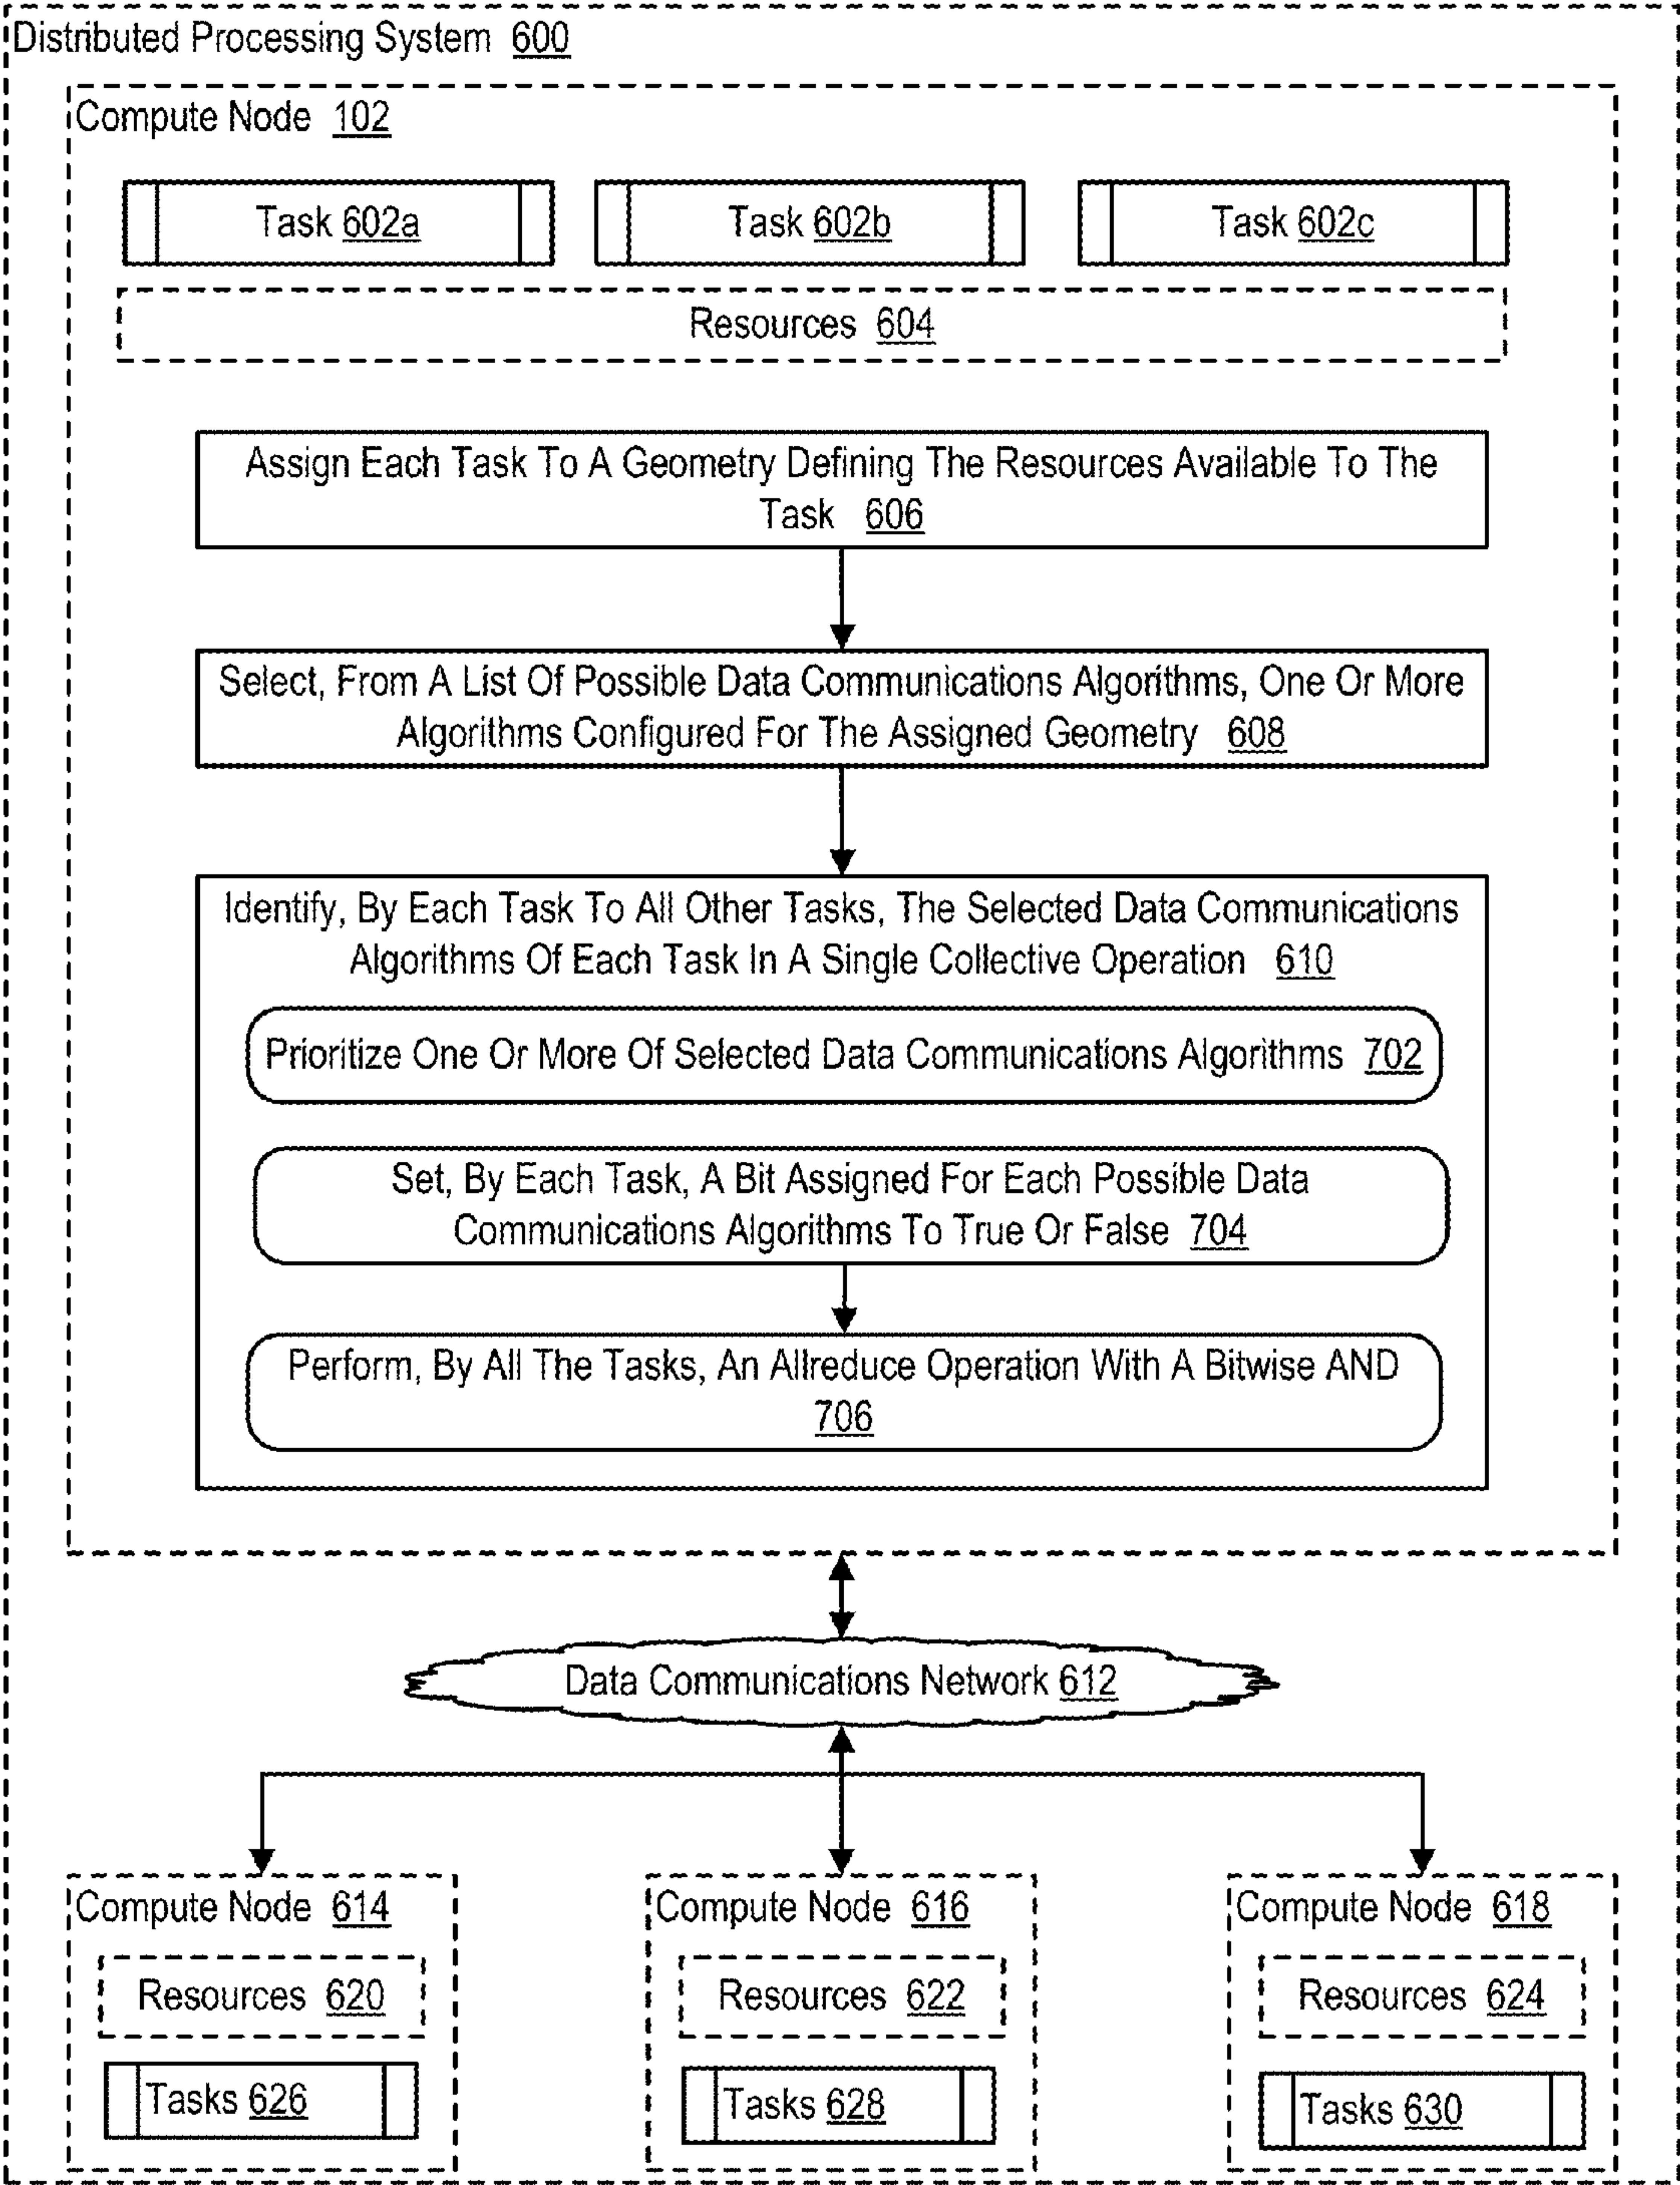 Distributed Processing System 600
Compute Node 102
Task 602a
Task 602b
Task 602c
Resources 604
Assign Each Task To A Geometry Defining The Resources Available To The
Task 606
Select, From A List Of Possible Data Communications Algorithms, One Or More
Algorithms Configured For The Assigned Geometry 608
Identify, By Each Task To All Other Tasks, The Selected Data Communications
Algorithms Of Each Task In A Single Collective Operation 610
Prioritize One Or More Of Selected Data Communications Algorithms 702
Set, By Each Task, A Bit Assigned For Each Possible Data
Communications Algorithms To True Or False 704
Perform, By All The Tasks, An Allreduce Operation With A Bitwise AND
706
Data Communications Network 612
Compute Node 614
Resources 620
Tasks 626
Compute Node 616
Resources 622
Tasks 628
Compute Node 618
Resources 624
Tasks 630